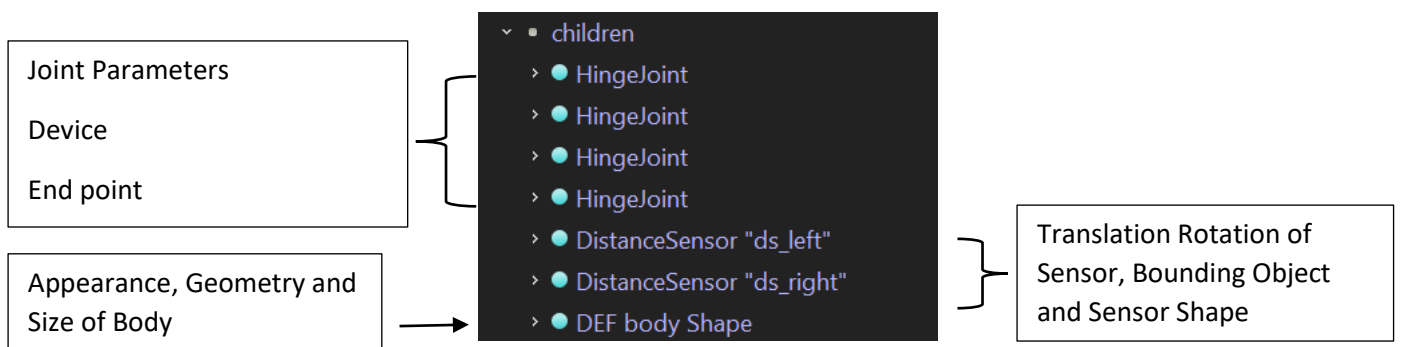 Joint Parameters
Device
End point
Appearance, Geometry and
Size of Body
children
HingeJoint
HingeJoint
HingeJoint
HingeJoint
DistanceSensor "ds_left"
DistanceSensor "ds_right"
DEF body Shape
Translation Rotation of
Sensor, Bounding Object
and Sensor Shape